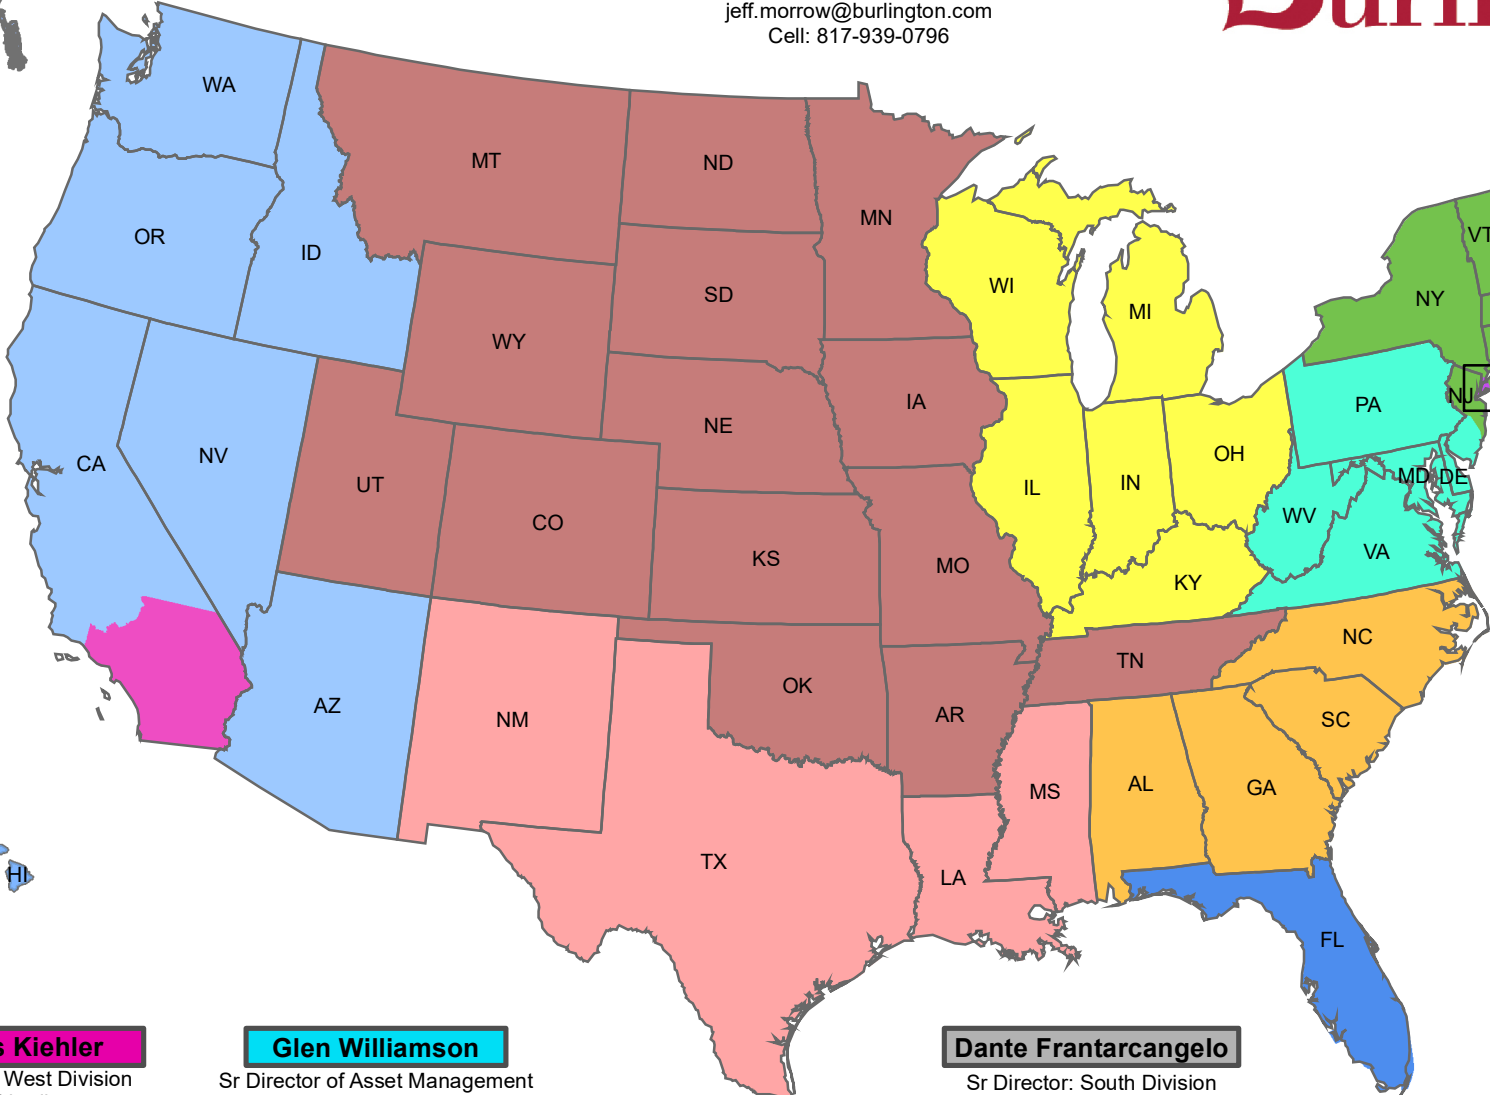 jeff.morrow@burlington.com
Cell: 817-939-0796
WA
MT
ND
MN
OR
ID
VT
SD
WI
MI
NY
WY
IA
NJ
PA
NE
CA
NV
OH
UT
IL
IN
MD
DE
CO
WV
KS
MO
VA
KY
NC
TN
OK
AZ
NM
AR
SC
MS
AL
GA
TX
HI
LA
FL
s Kiehler
West Division
Glen Williamson
Sr Director of Asset Management
Dante Frantarcangelo
Sr Director: South Division